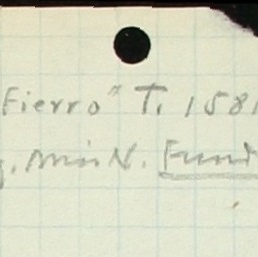 Fierro" T. 1581
. Min N. Fund